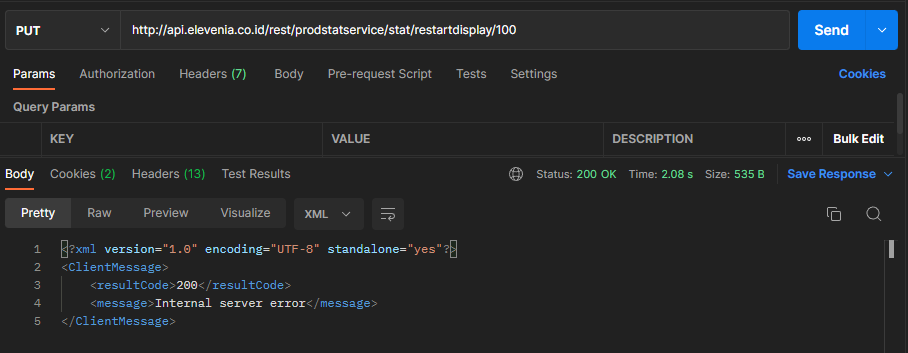 PUT http://api.elevenia.co.id/rest/prodstatservice/stat/restartdisplay/100 Send
Params Authorization Headers (7) Body Pre-request Script Tests Settings Cookies
Query Params
KEY VALUE DESCRIPTION ooo Bulk Edit
Body Cookies (2) Headers (13) Test Results Status: 200 OK Time: 2.08 s Size: 535 B Save Response
Pretty Raw Preview Visualize XML
1 <?xml version="1.0" encoding="UTF-8" standalone="yes"?>
2 <ClientMessage>
3 <resultCode>200</resultCode>
4 <message>Internal server error</message>
5 </ClientMessage>